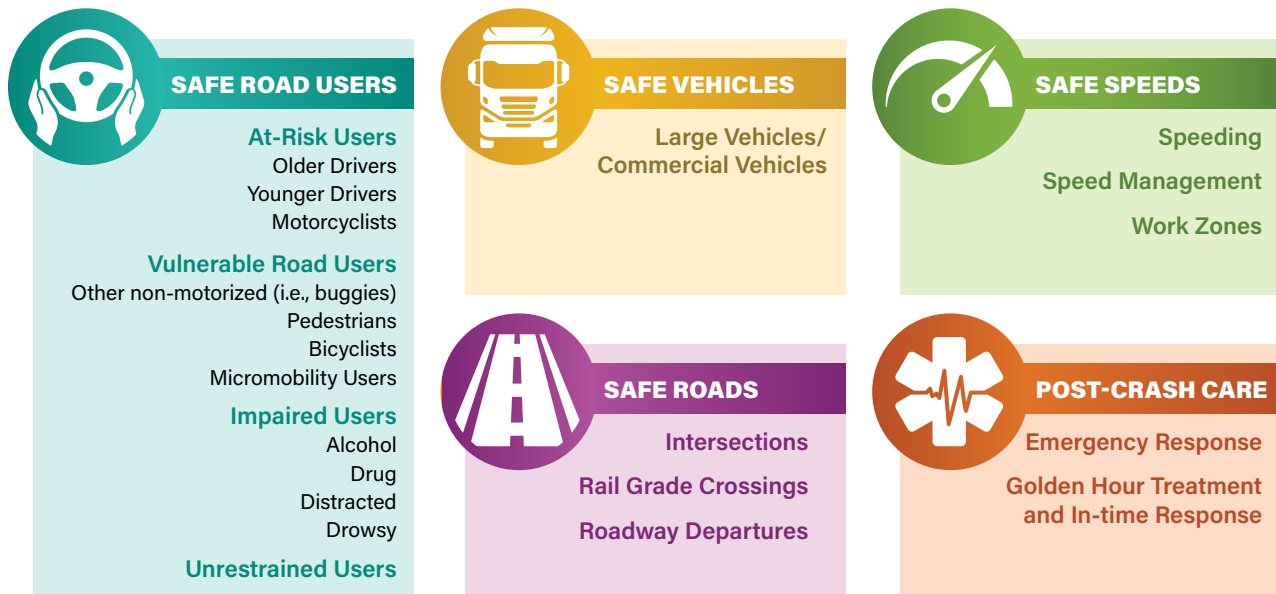 SAFE ROAD USERS
At-Risk Users
Older Drivers
Younger Drivers
Motorcyclists
Vulnerable Road Users
Other non-motorized (i.e., buggies)
Pedestrians
Bicyclists
Micromobility Users
Impaired Users
Alcohol
Drug
Distracted
Drowsy
Unrestrained Users
SAFE VEHICLES
Large Vehicles/
Commercial Vehicles
SAFE SPEEDS
Speeding
Speed Management
Work Zones
SAFE ROADS
Intersections
Rail Grade Crossings
Roadway Departures
POST-CRASH CARE
Emergency Response
Golden Hour Treatment
and In-time Response